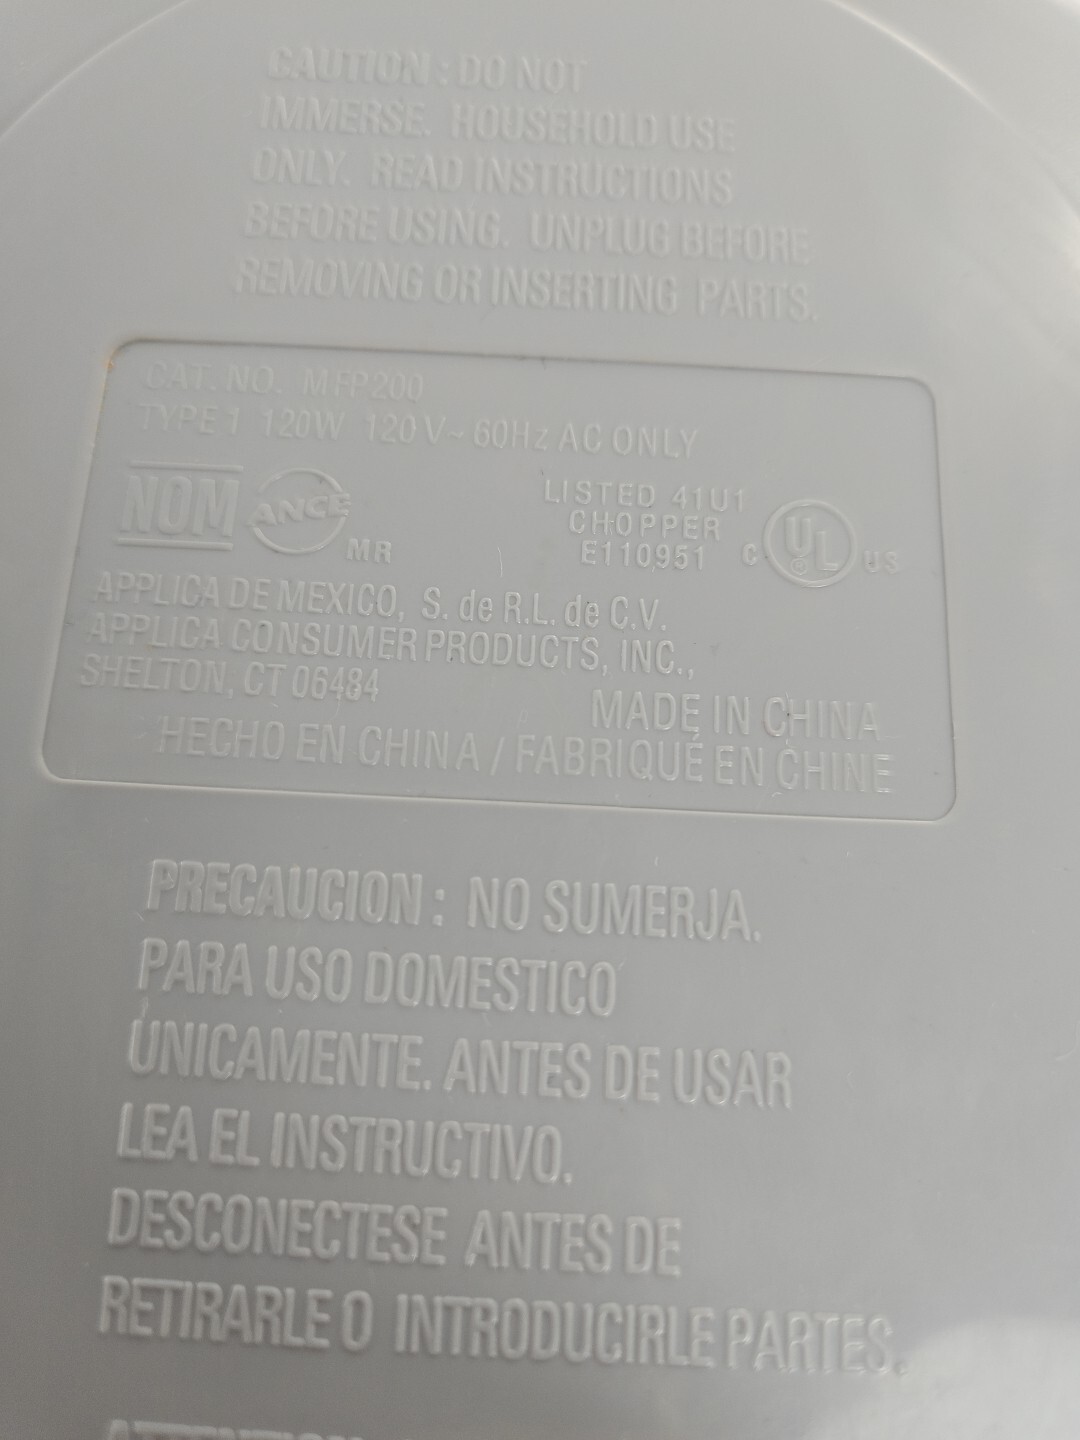 CAUTION : DO NOT
IMMERSE. HOUSEHOLD USE
ONLY. READ INSTRUCTIONS
BEFORE USING. UNPLUG BEFORE
REMOVING OR INSERTING PARTS.
CAT. NO. MFP200
TYPE 1 120W 120 V~ 60Hz AC ONLY
NOM ANCE MR
LISTED 41U1
CHOPPER
E110951 C UL US
APPLICA DE MEXICO, S. de R.L. de C.V.
APPLICA CONSUMER PRODUCTS, INC.,
SHELTON, CT 06484
MADE IN CHINA
HECHO EN CHINA / FABRIQUÉ EN CHINE
PRECAUCION : NO SUMERJA.
PARA USO DOMESTICO
UNICAMENTE. ANTES DE USAR
LEA EL INSTRUCTIVO.
DESCONECTESE ANTES DE
RETIRARLE O INTRODUCIRLE PARTES.
ATTENTION